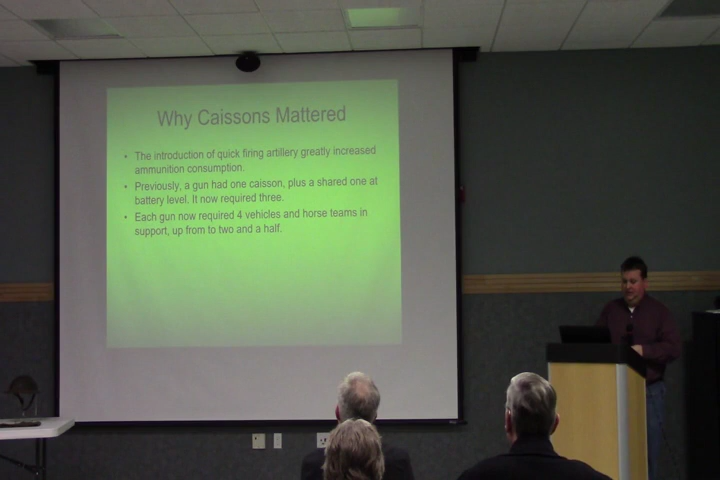 Why Caissons Mattered
• The introduction of quick firing artillery greatly increased
ammunition consumption.
• Previously, a gun had one caisson, plus a shared one at
battery level. It now required three.
• Each gun now required 4 vehicles and horse teams in
support, up from to two and a half.